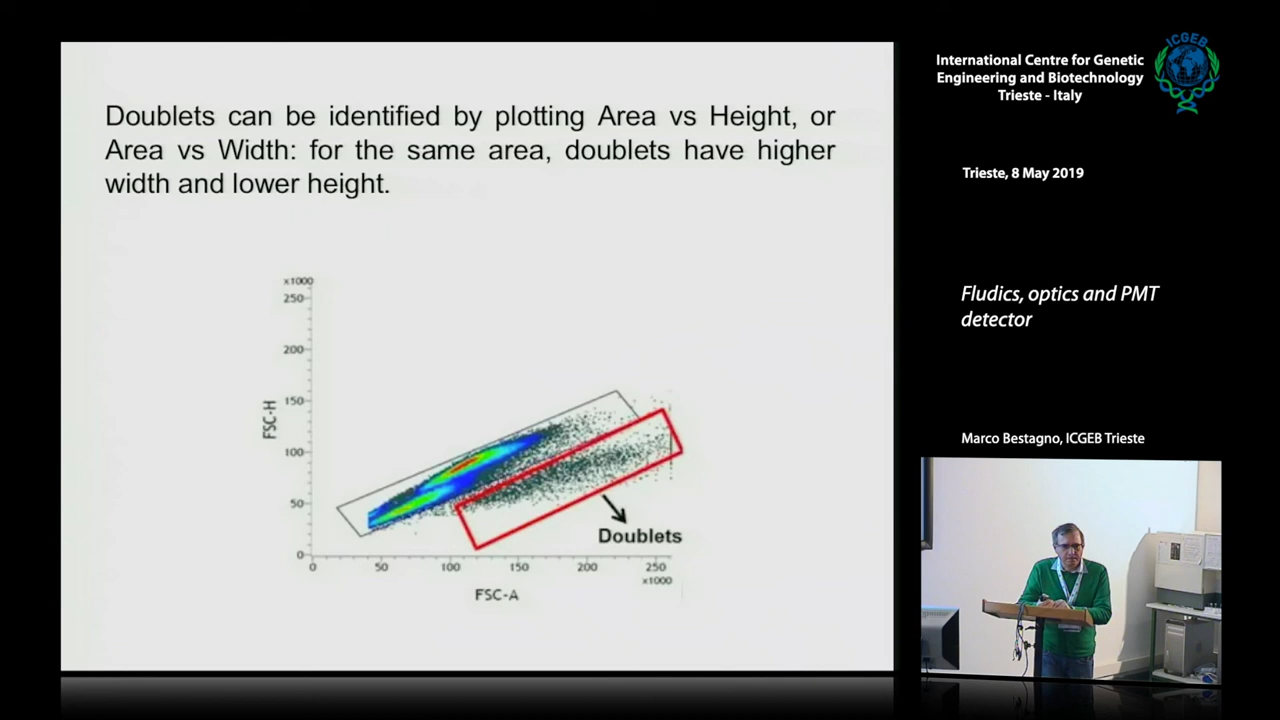 Doublets can be identified by plotting Area vs Height, or
Area vs Width: for the same area, doublets have higher
width and lower height.
x1000
250
200
150
100
50
0
FSC-H
0
50
100
150
200
250
x1000
FSC-A
Doublets
International Centre for Genetic
Engineering and Biotechnology
Trieste - Italy
ICGEB
Trieste, 8 May 2019
Fludics, optics and PMT
detector
Marco Bestagno, ICGEB Trieste